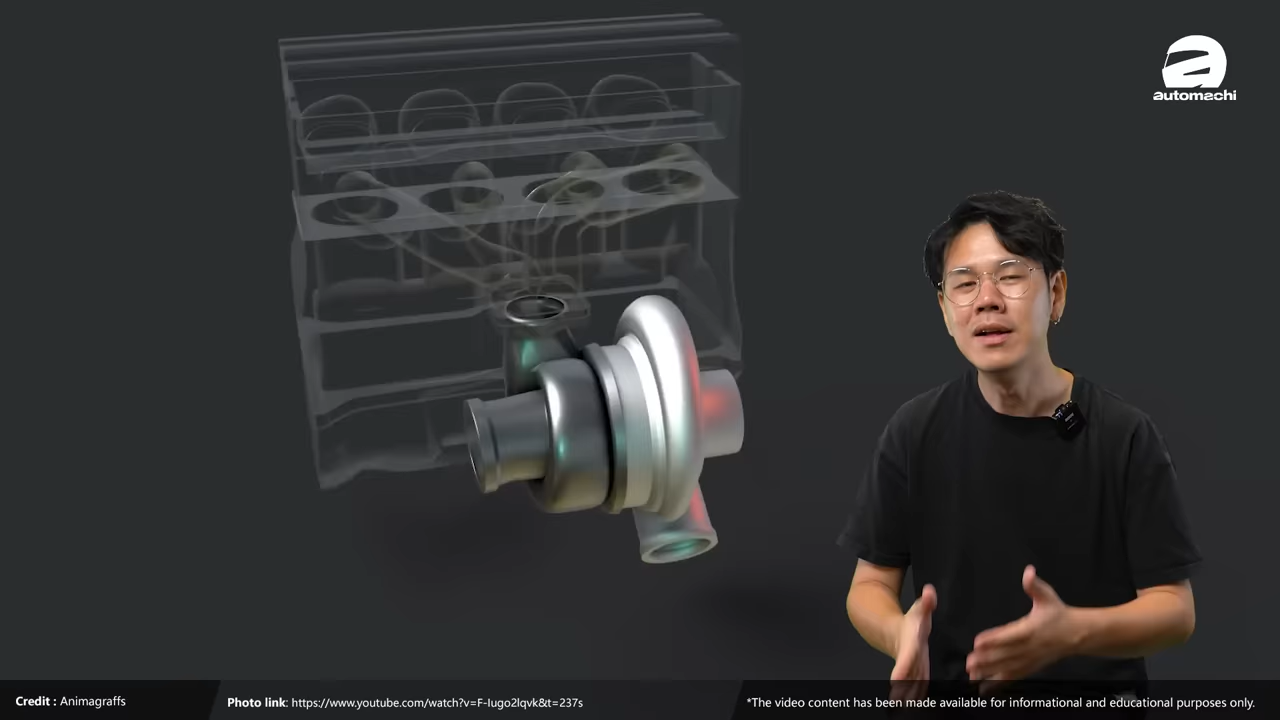 automachi
Credit : Animagraffs
Photo link: https://www.youtube.com/watch?v=F-Iugo2lqvk&t=237s
*The video content has been made available for informational and educational purposes only.